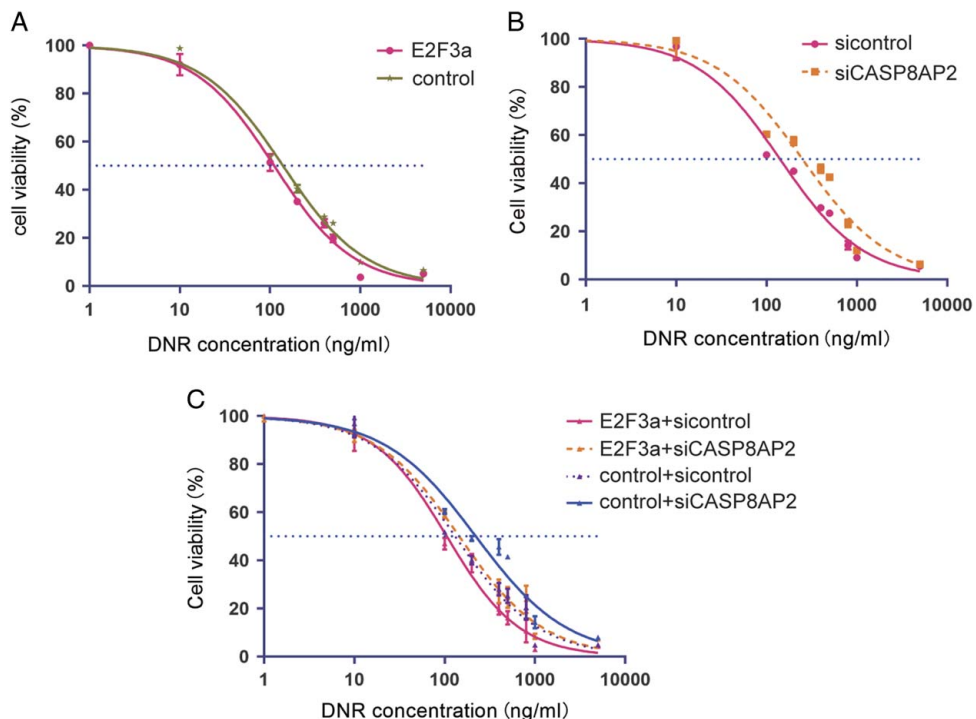 A
cell viability (%)
100
80
60
40
20
0
E2F3a
control
1
10
100
1000
10000
DNR concentration (ng/ml)
B
Cell viability (%)
100
80
60
40
20
0
sicontrol
siCASP8AP2
1
10
100
1000
10000
DNR concentration (ng/ml)
C
Cell viability (%)
100
80
60
40
20
0
E2F3a+sicontrol
E2F3a+siCASP8AP2
control+sicontrol
control+siCASP8AP2
1
10
100
1000
10000
DNR concentration (ng/ml)